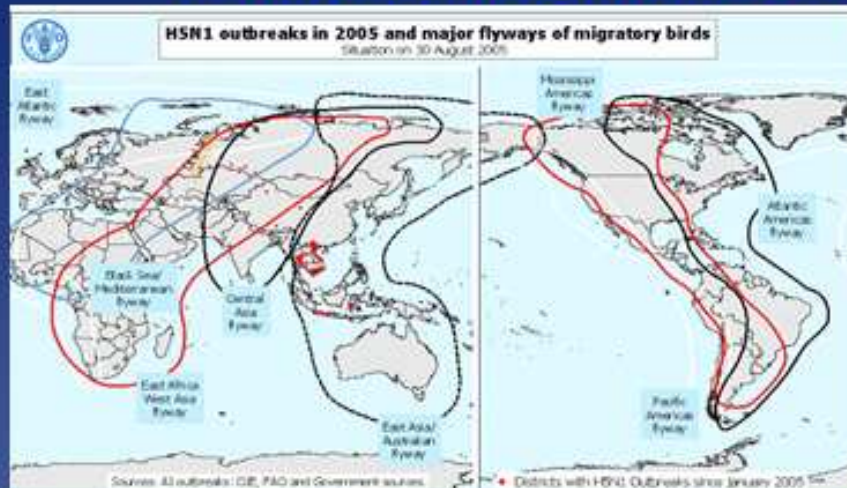 H5N1 outbreaks in 2005 and major flyways of migratory birds
Situation on 30 August 2005
East
Atlantic
flyway
Black Sea/
Mediterranean
flyway
Central
Asia
flyway
East Africa
West Asia
flyway
East Asia/
Australian
flyway
Mississippi
Americas
flyway
Atlantic
Americas
flyway
Pacific
Americas
flyway
Sources: AI outbreaks: OIE, FAO and Government sources
Districts with H5N1 Outbreaks since January 2005